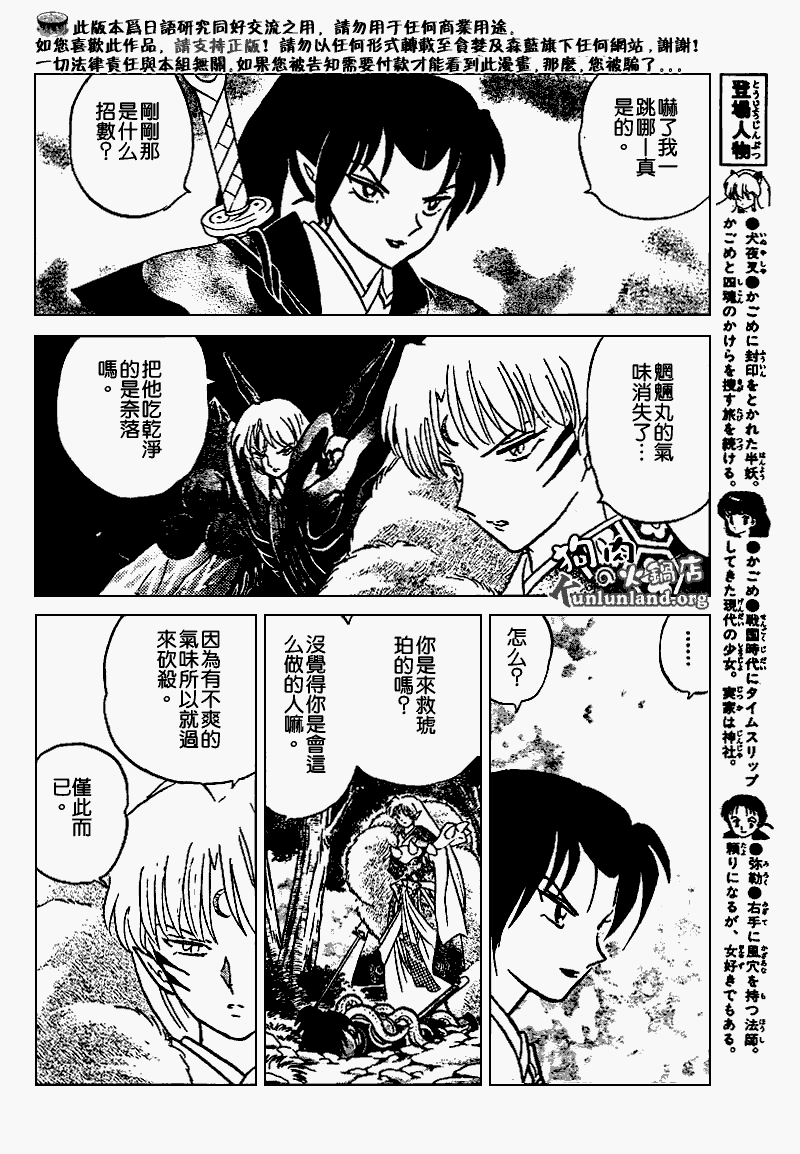 此版本爲日語研究同好交流之用，請勿用于任何商業用途。
如您喜歡此作品，請支持正版！請勿以任何形式轉載至貪婪及森藍旗下任何網站，謝謝！
一切法律責任與本組無關.如果您被告知需要付款才能看到此漫畫，那麼，您被騙了...
嚇了我一
跳哪—真
是的。
剛剛那
是什么
招數？
魍魎丸的氣
味消失了…
把他吃乾淨
的是奈落
嗎。
狗肉の火鍋店
Kunlunland.org
……
怎么？
你是來救琥
珀的嗎？
沒覺得你是會這
么做的人嘛。
因為有不爽的
氣味所以就過
來砍殺。
僅此而
已。
とうじょうじんぶつ
登場人物
●犬夜叉●かごめに封印をとかれた半妖。
かごめと四魂のかけらを捜す旅を続ける。
●かごめ●戦国時代にタイムスリップ
してきた現代の少女。実家は神社。
●弥勒●右手に風穴を持つ法師。
頼りになるが、女好きでもある。